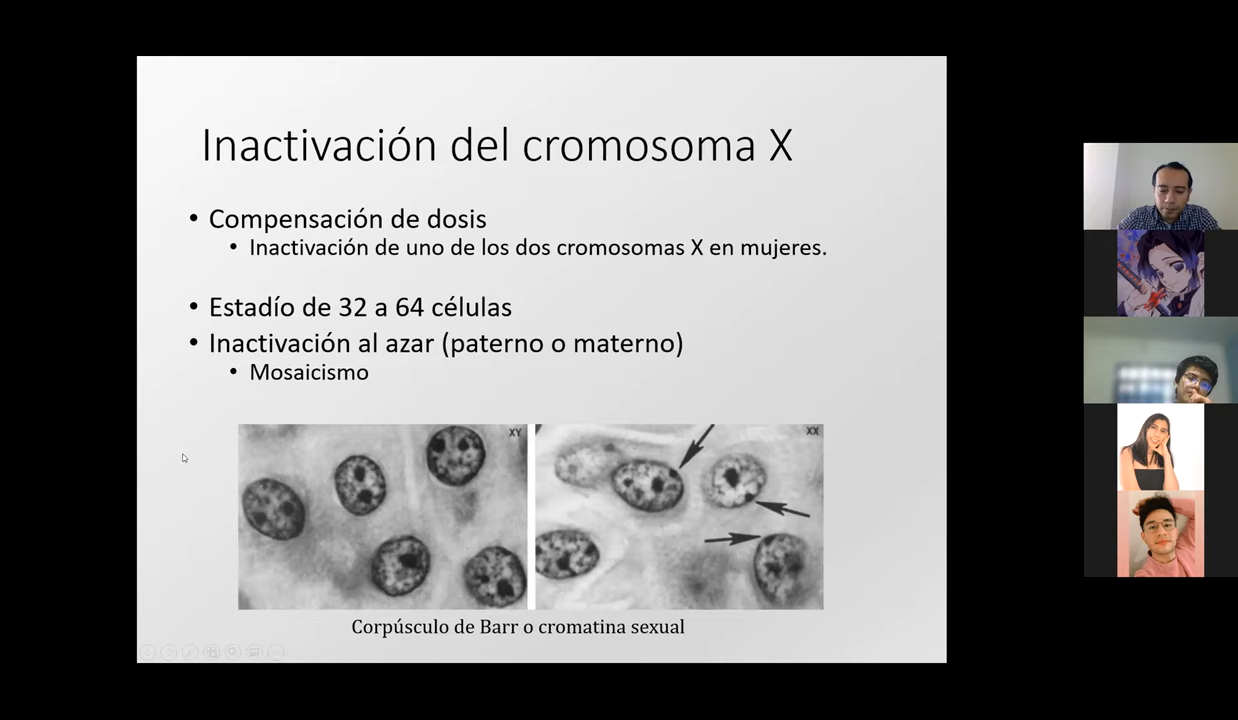 Inactivación del cromosoma X
• Compensación de dosis
• Inactivación de uno de los dos cromosomas X en mujeres.
• Estadío de 32 a 64 células
• Inactivación al azar (paterno o materno)
• Mosaicismo
XY
XX
Corpúsculo de Barr o cromatina sexual